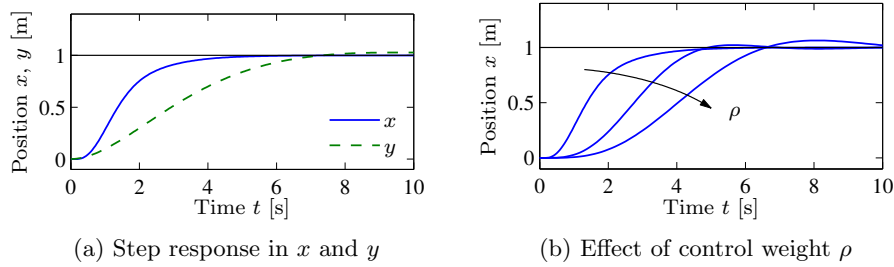 Position x, y [m]
1
0.5
0
0 2 4 6 8 10
Time t [s]
x
y
(a) Step response in x and y
Position x [m]
1
0.5
0
0 2 4 6 8 10
Time t [s]
ρ
(b) Effect of control weight ρ